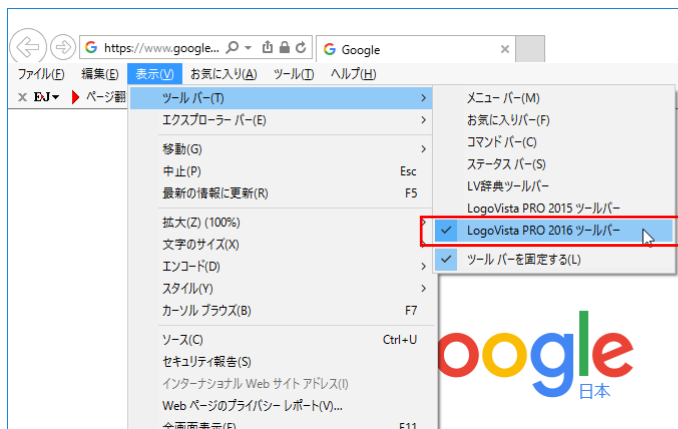 https://www.google...
Google
ファイル(F) 編集(E) 表示(V) お気に入り(A) ツール(T) ヘルプ(H)
x EJ ページ翻
ツール バー(T)
エクスプローラー バー(E)
移動(G)
中止(P) Esc
最新の情報に更新(R) F5
拡大(Z) (100%)
文字のサイズ(X)
エンコード(D)
スタイル(Y)
カーソル ブラウズ(B) F7
ソース(C) Ctrl+U
セキュリティ報告(S)
インターナショナル Web サイト アドレス(I)
Web ページのプライバシー レポート(V)...
全画面表示(F) F11
メニュー バー(M)
お気に入りバー(F)
コマンド バー(C)
ステータス バー(S)
LV辞典ツールバー
LogoVista PRO 2015 ツールバー
LogoVista PRO 2016 ツールバー
ツール バーを固定する(L)
oogle
日本